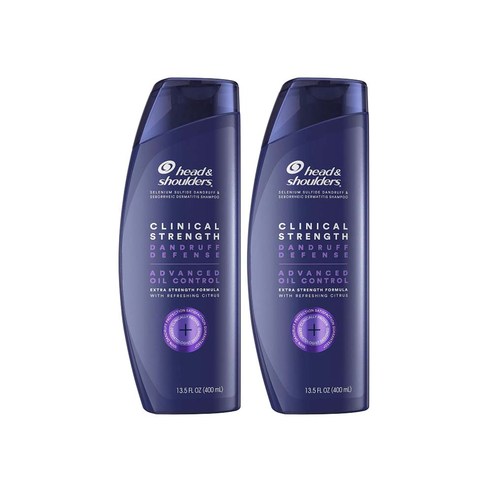 head&
shoulders
SELENIUM SULFIDE DANDRUFF &
SEBORRHEIC DERMATITIS SHAMPOO
CLINICAL
STRENGTH
DANDRUFF
DEFENSE
ADVANCED
OIL CONTROL
EXTRA STRENGTH FORMULA
WITH REFRESHING CITRUS
13.5 FL OZ (400 mL)
head&
shoulders
SELENIUM SULFIDE DANDRUFF &
SEBORRHEIC DERMATITIS SHAMPOO
CLINICAL
STRENGTH
DANDRUFF
DEFENSE
ADVANCED
OIL CONTROL
EXTRA STRENGTH FORMULA
WITH REFRESHING CITRUS
13.5 FL OZ (400 mL)